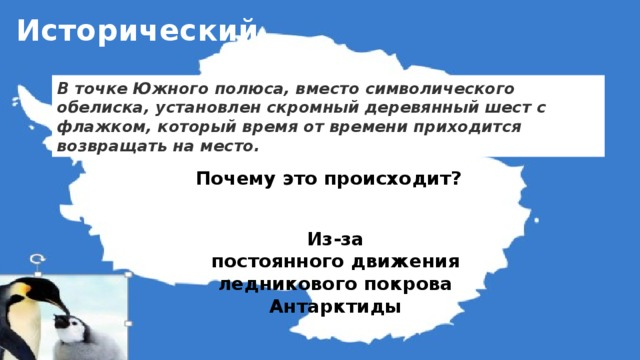 Исторический
В точке Южного полюса, вместо символического
обелиска, установлен скромный деревянный шест с
флажком, который время от времени приходится
возвращать на место.
Почему это происходит?
Из-за
постоянного движения
ледникового покрова
Антарктиды